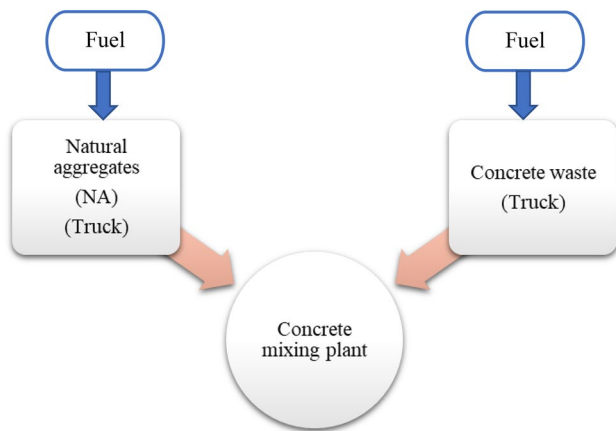 Fuel
Fuel
Natural
aggregates
(NA)
(Truck)
Concrete waste
(Truck)
Concrete
mixing plant